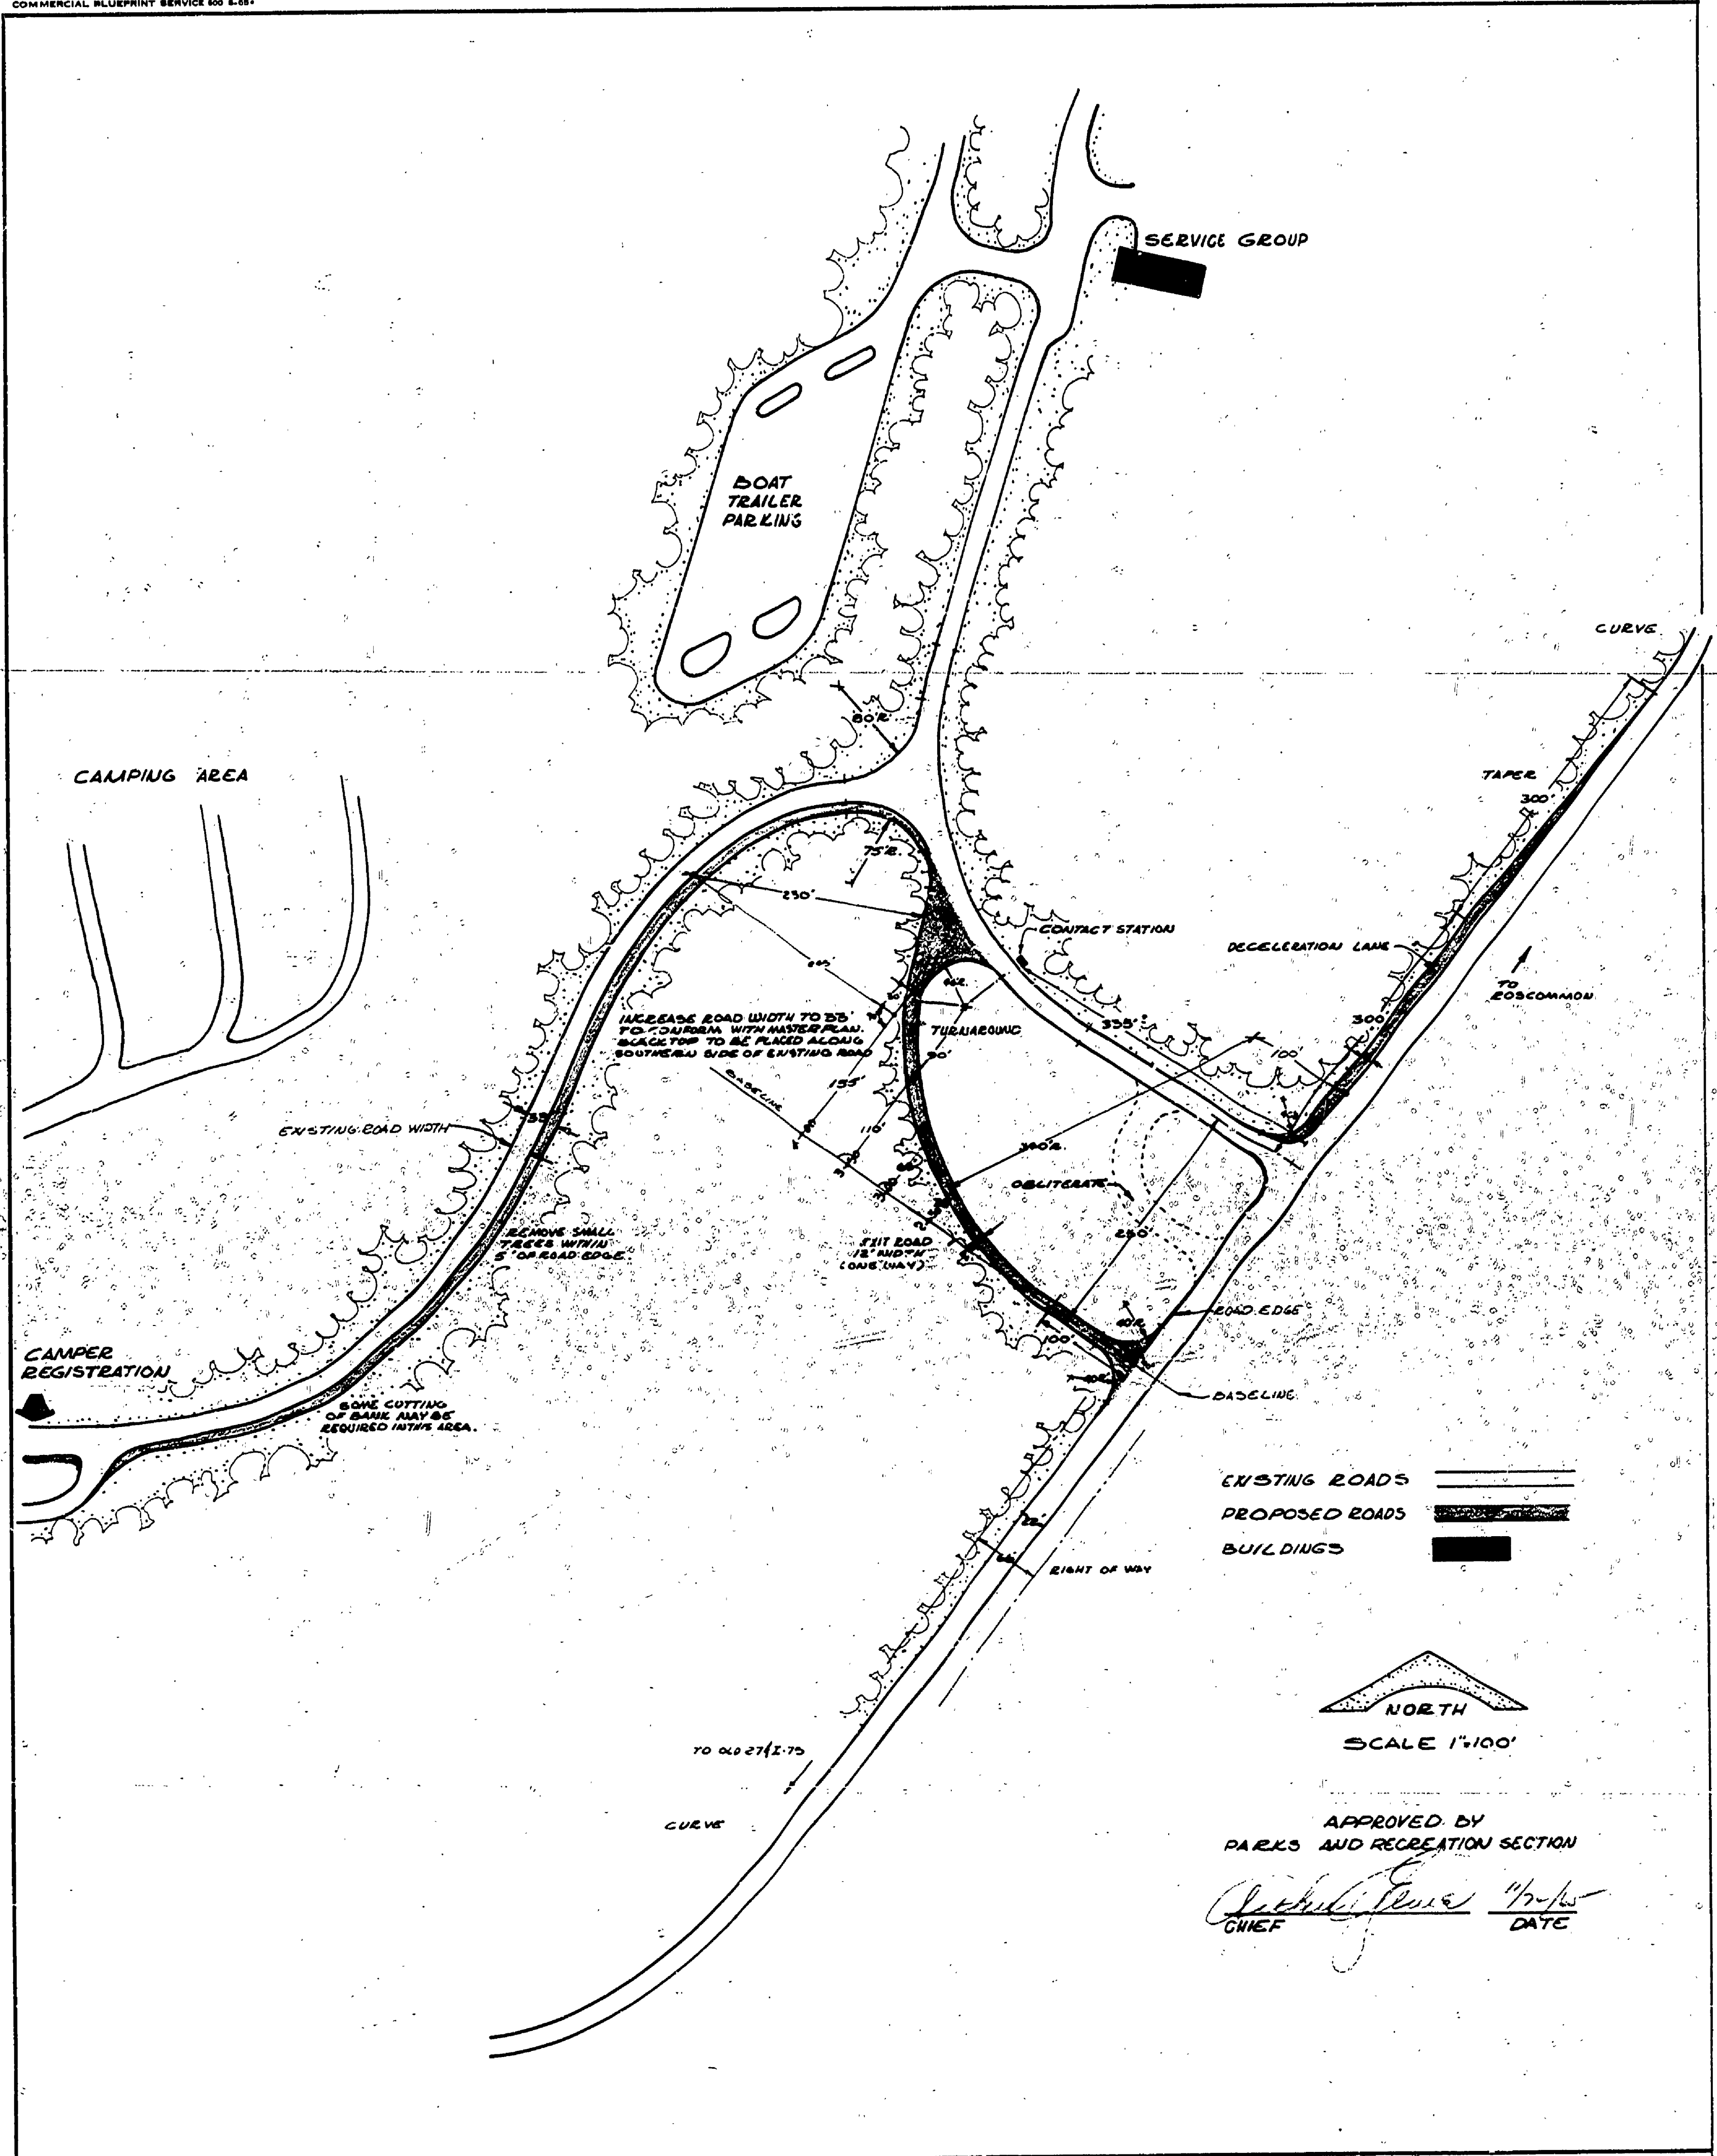 COMMERCIAL BLUEPRINT SERVICE
SERVICE GROUP
BOAT
TRAILER
PARKING
CURVE
80'R.
CAMPING AREA
TAPER
300'
75'R.
230'
CONTACT STATION
DECELERATION LANE
TO
ROSCOMMON
INCREASE ROAD WIDTH TO 33'
TO CONFORM WITH MASTER PLAN.
BLACKTOP TO BE PLACED ALONG
SOUTHERN SIDE OF EXISTING ROAD
TURNAROUND
335'
300'
100'
90'
BASELINE
155'
110'
EXISTING ROAD WIDTH
33'
OBLITERATE
REMOVE SMALL
TREES WITHIN
5' OF ROAD EDGE
EXIT ROAD
12' WIDTH
(ONE WAY)
250'
ROAD EDGE
40'R.
100'
CAMPER
REGISTRATION
BASELINE
SOME CUTTING
OF BANK MAY BE
REQUIRED IN THIS AREA.
EXISTING ROADS
PROPOSED ROADS
BUILDINGS
22'
66'
RIGHT OF WAY
NORTH
SCALE 1"=100'
TO OLD 27 & I-75
CURVE
APPROVED BY
PARKS AND RECREATION SECTION
CHIEF
DATE